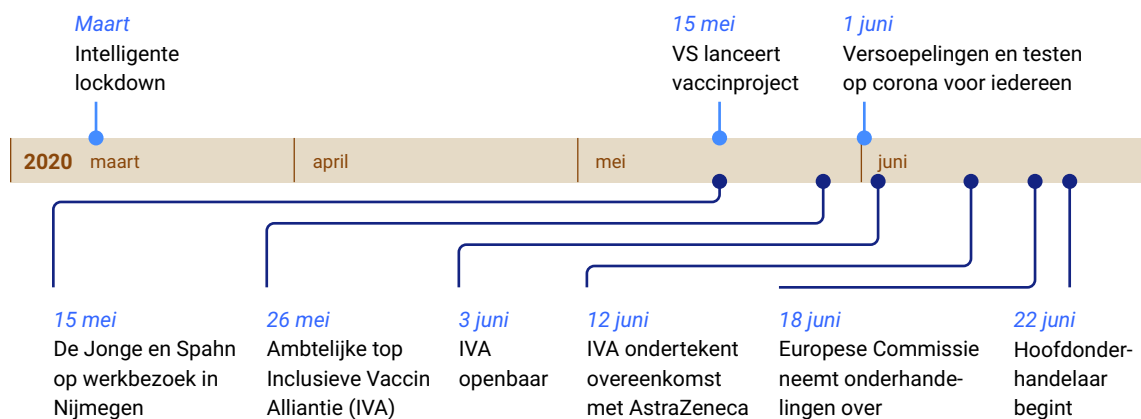 Maart
Intelligente
lockdown
15 mei
VS lanceert
vaccinproject
1 juni
Versoepelingen en testen
op corona voor iedereen
2020 maart april mei juni
15 mei
De Jonge en Spahn
op werkbezoek in
Nijmegen
26 mei
Ambtelijke top
Inclusieve Vaccin
Alliantie (IVA)
3 juni
IVA
openbaar
12 juni
IVA ondertekent
overeenkomst
met AstraZeneca
18 juni
Europese Commissie
neemt onderhande-
lingen over
22 juni
Hoofdonder-
handelaar
begint